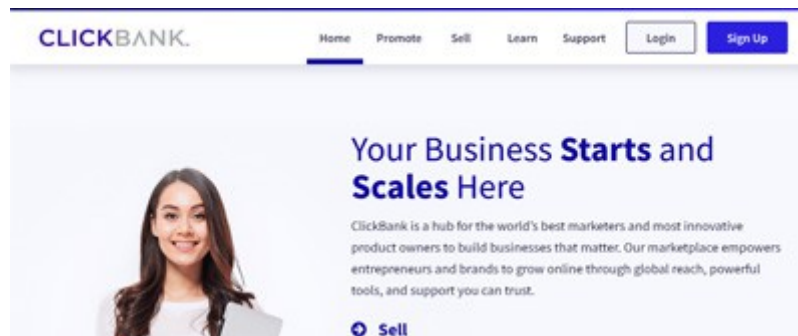 CLICKBANK.
Home Promote Sell Learn Support Login Sign Up
Your Business Starts and
Scales Here
ClickBank is a hub for the world's best marketers and most innovative
product owners to build businesses that matter. Our marketplace empowers
entrepreneurs and brands to grow online through global reach, powerful
tools, and support you can trust.
Sell